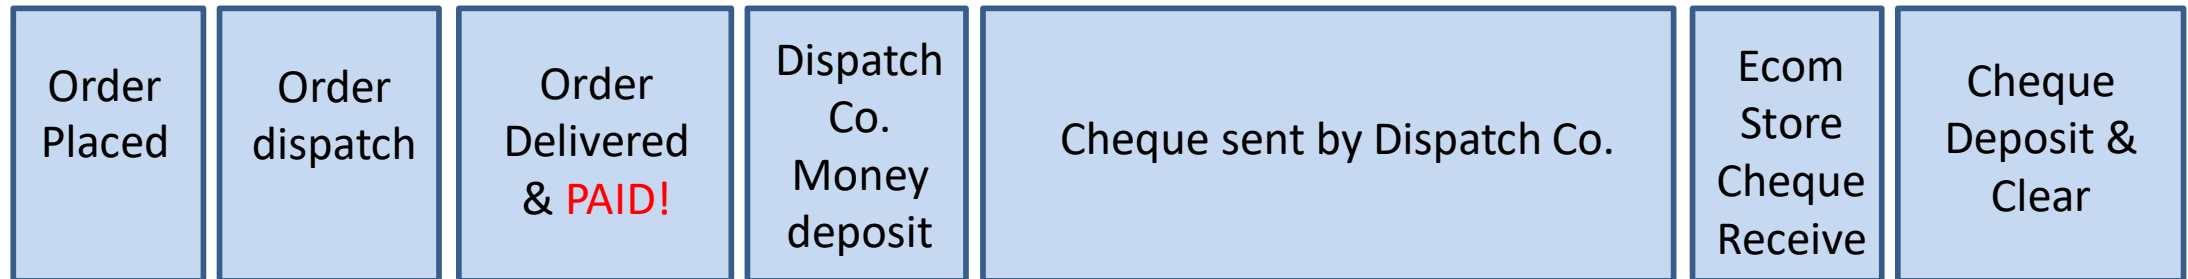 Order
Placed
Order
dispatch
Order
Delivered
& PAID!
Dispatch
Co.
Money
deposit
Cheque sent by Dispatch Co.
Ecom
Store
Cheque
Receive
Cheque
Deposit &
Clear